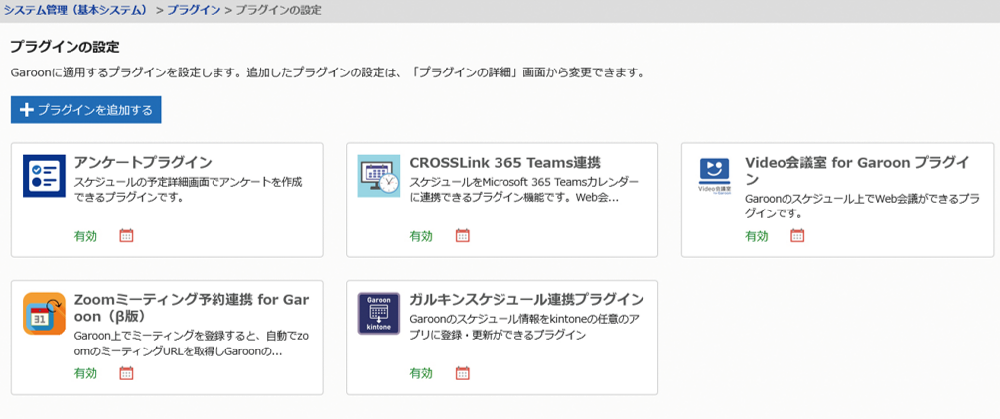 システム管理（基本システム） > プラグイン > プラグインの設定
プラグインの設定
Garoonに適用するプラグインを設定します。追加したプラグインの設定は、「プラグインの詳細」画面から変更できます。
プラグインを追加する
アンケートプラグイン
スケジュールの予定詳細画面でアンケートを作成
できるプラグインです。
有効
CROSSLink 365 Teams連携
スケジュールをMicrosoft 365 Teamsカレンダー
に連携できるプラグイン機能です。Web会...
有効
Video会議室
for Garoon
Video会議室 for Garoon プラグイ
ン
Garoonのスケジュール上でWeb会議ができるプラ
グインです。
有効
31
Zoomミーティング予約連携 for Gar
oon（β版）
Garoon上でミーティングを登録すると、自動でzo
omのミーティングURLを取得しGaroonの...
有効
Garoon
kintone
ガルキンスケジュール連携プラグイン
Garoonのスケジュール情報をkintoneの任意のア
プリに登録・更新ができるプラグイン
有効